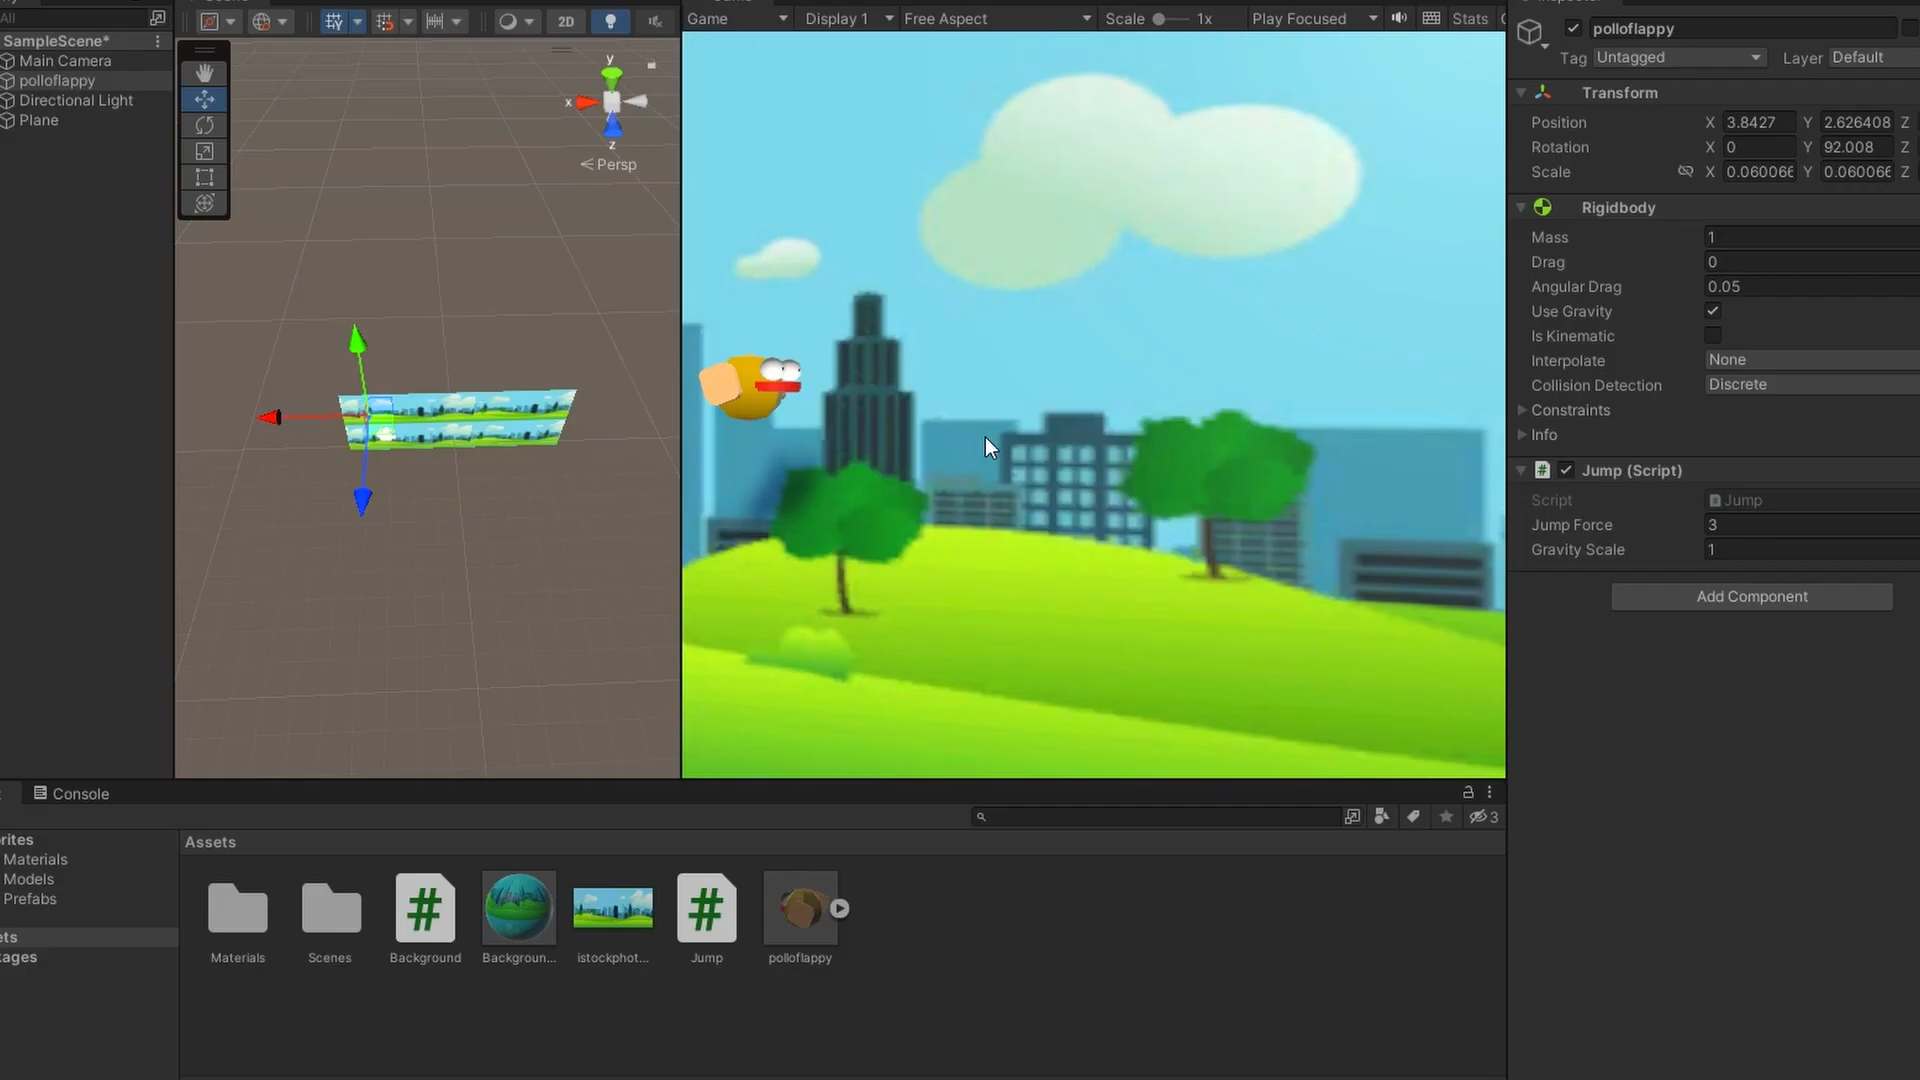 All
SampleScene*
Main Camera
polloflappy
Directional Light
Plane
2D
y
x
z
Persp
Game
Display 1
Free Aspect
Scale
1x
Play Focused
Stats
polloflappy
Tag
Untagged
Layer
Default
Transform
Position X 3.8427 Y 2.626408 Z
Rotation X 0 Y 92.008 Z
Scale X 0.060066 Y 0.060066 Z
Rigidbody
Mass 1
Drag 0
Angular Drag 0.05
Use Gravity
Is Kinematic
Interpolate None
Collision Detection Discrete
Constraints
Info
# Jump (Script)
Script Jump
Jump Force 3
Gravity Scale 1
Add Component
Console
3
rites
Materials
Models
Prefabs
ets
kages
Assets
#
#
Materials
Scenes
Background
Backgroun...
istockphot...
Jump
polloflappy